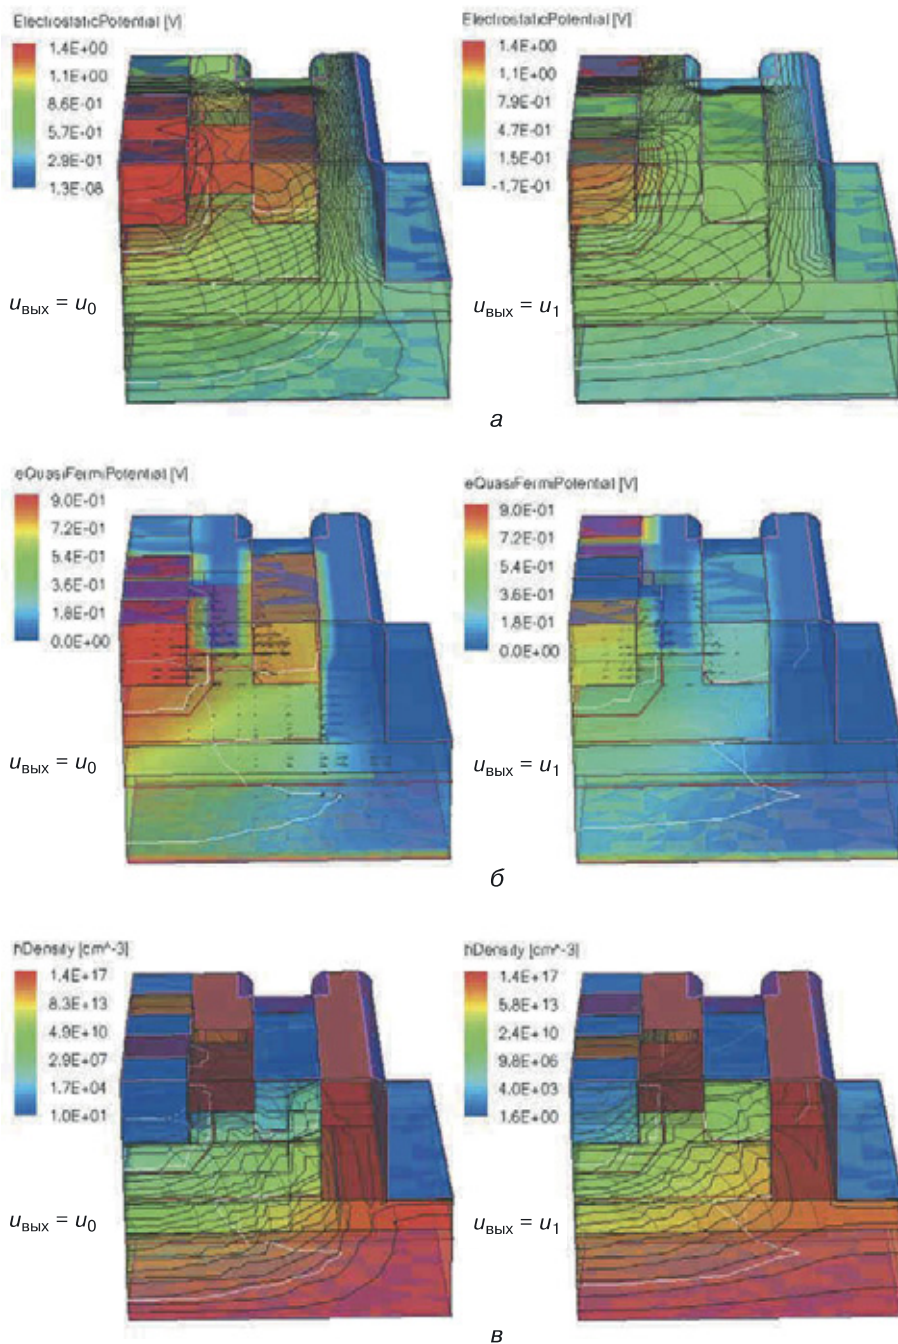 ElectrostaticPotential [V]
1.4E+00
1.1E+00
8.6E-01
5.7E-01
2.9E-01
1.3E-08
uвых = u0
ElectrostaticPotential [V]
1.4E+00
1.1E+00
7.9E-01
4.7E-01
1.5E-01
-1.7E-01
uвых = u1
а
eQuasiFermiPotential [V]
9.0E-01
7.2E-01
5.4E-01
3.6E-01
1.8E-01
0.0E+00
uвых = u0
eQuasiFermiPotential [V]
9.0E-01
7.2E-01
5.4E-01
3.6E-01
1.8E-01
0.0E+00
uвых = u1
б
hDensity [cm^-3]
1.4E+17
8.3E+13
4.9E+10
2.9E+07
1.7E+04
1.0E+01
uвых = u0
hDensity [cm^-3]
1.4E+17
5.8E+13
2.4E+10
9.8E+06
4.0E+03
1.6E+00
uвых = u1
в